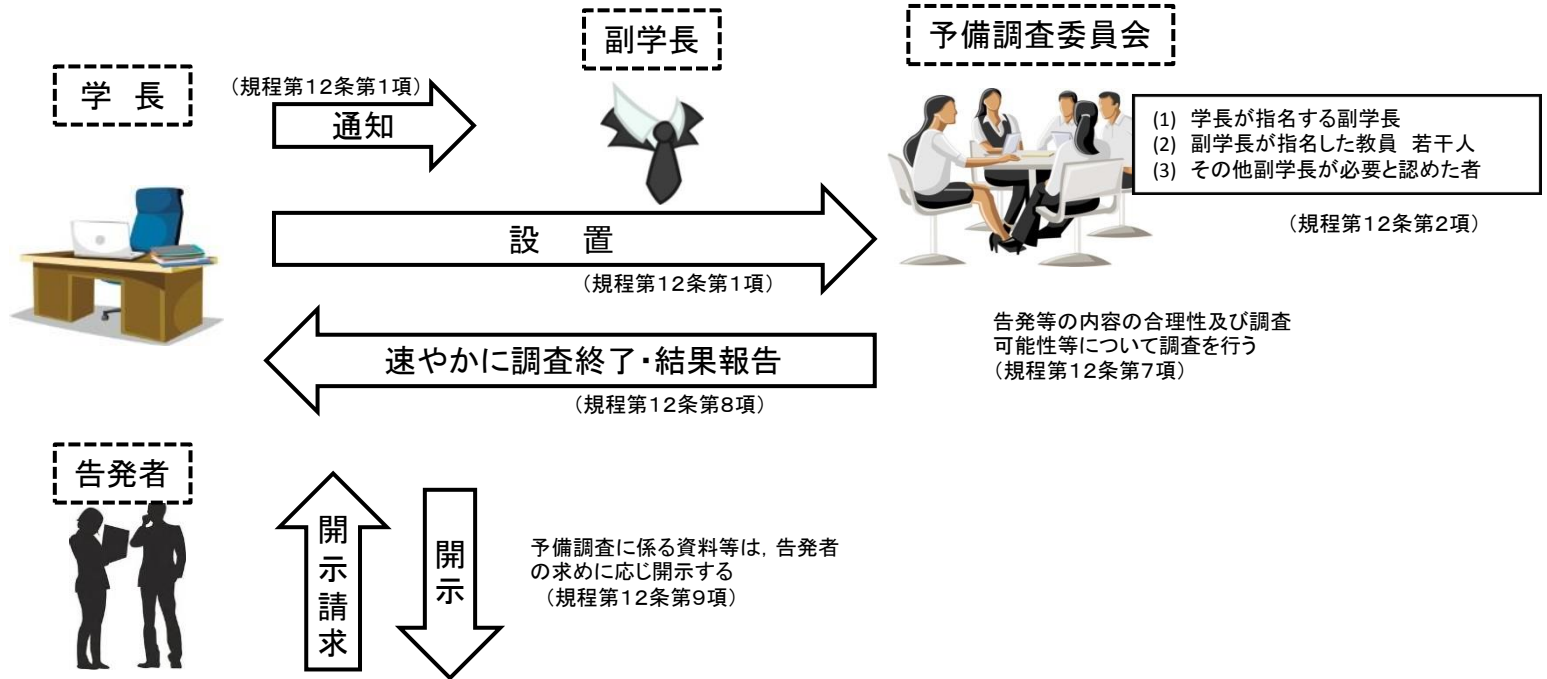 副学長
予備調査委員会
学 長
（規程第12条第1項）
通知
(1) 学長が指名する副学長
(2) 副学長が指名した教員 若干人
(3) その他副学長が必要と認めた者
（規程第12条第2項）
設 置
（規程第12条第1項）
告発等の内容の合理性及び調査
可能性等について調査を行う
（規程第12条第7項）
速やかに調査終了・結果報告
（規程第12条第8項）
告発者
開示請求
開示
予備調査に係る資料等は，告発者
の求めに応じ開示する
（規程第12条第9項）